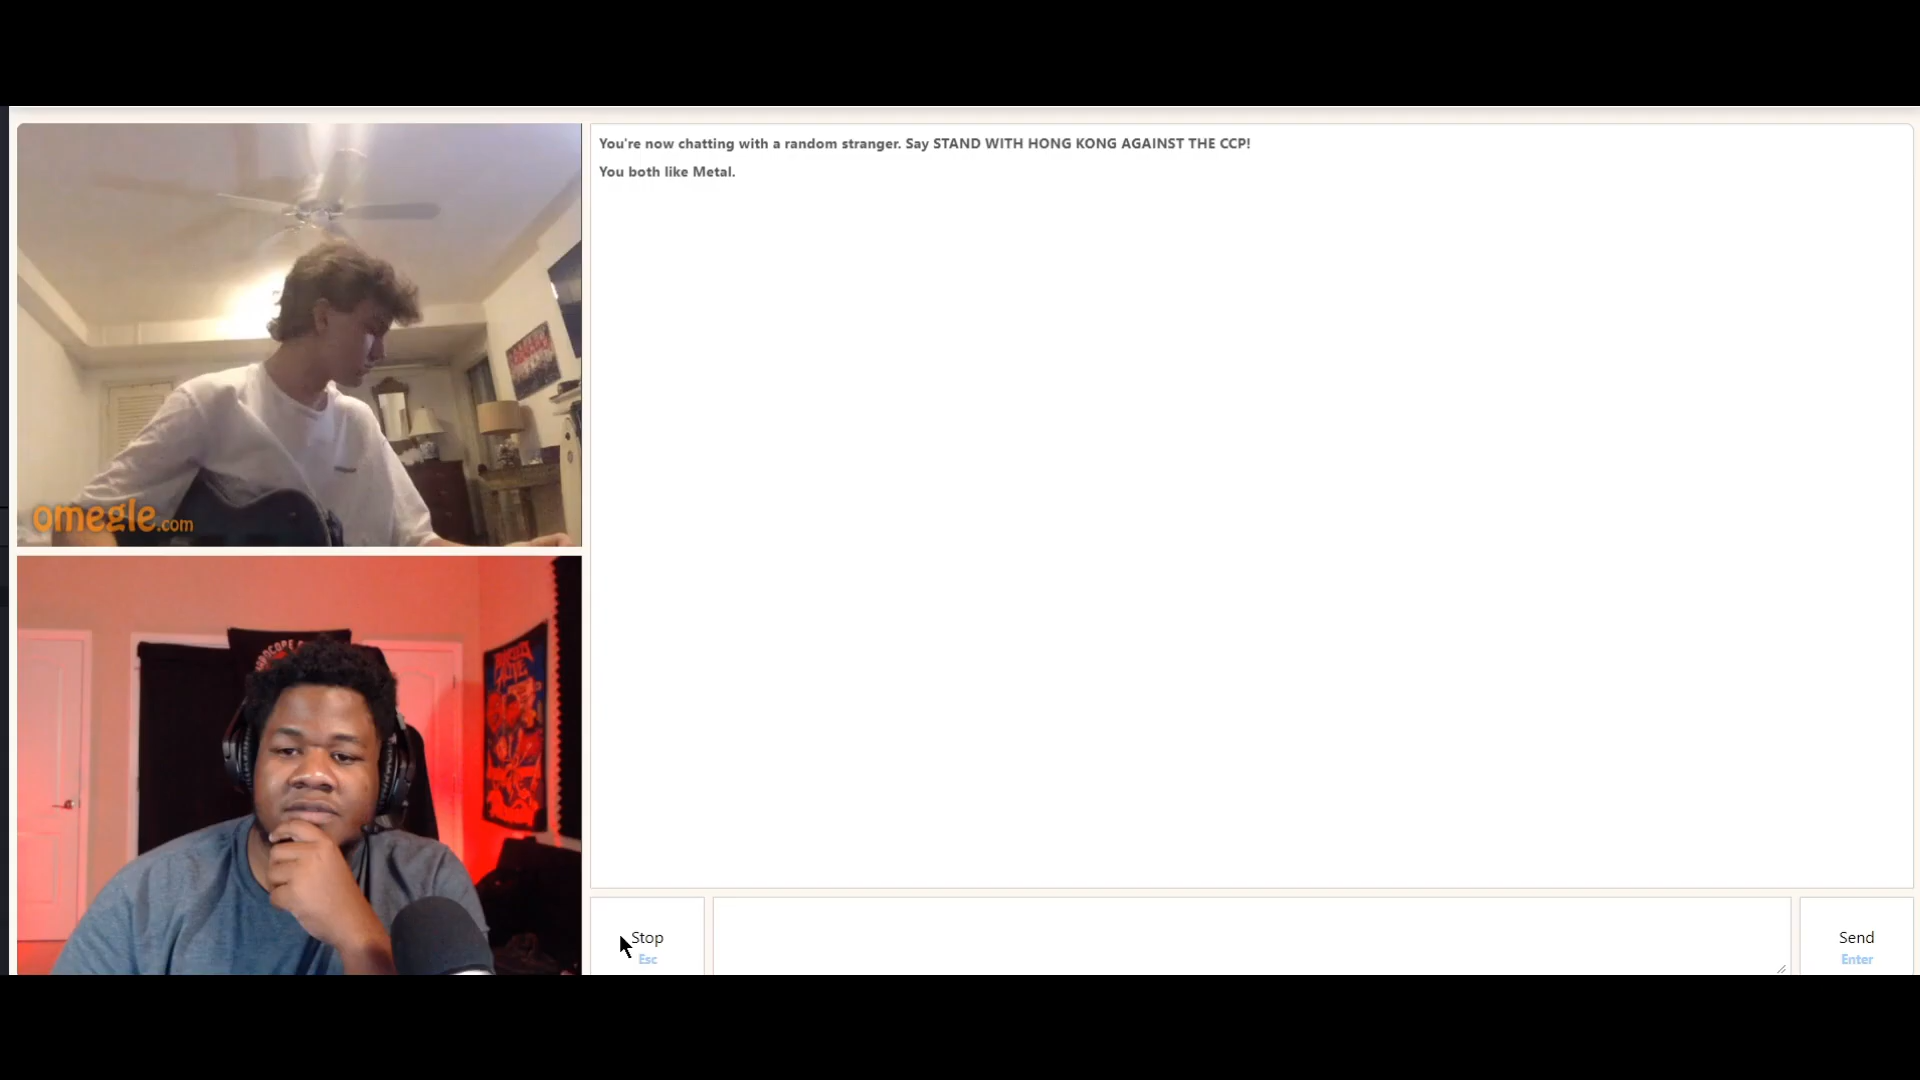 You're now chatting with a random stranger. Say STAND WITH HONG KONG AGAINST THE CCP!
You both like Metal.
omegle.com
Stop
Esc
Send
Enter